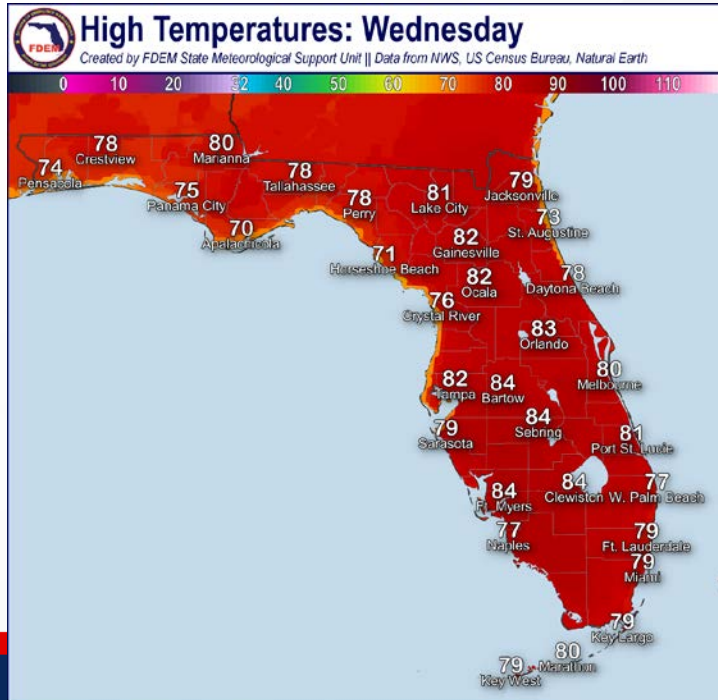 FDEM
High Temperatures: Wednesday
Created by FDEM State Meteorological Support Unit || Data from NWS, US Census Bureau, Natural Earth
0 10 20 32 40 50 60 70 80 90 100 110
78
Crestview
80
Marianna
74
Pensacola
75
Panama City
78
Tallahassee
78
Perry
81
Lake City
79
Jacksonville
70
Apalachicola
73
St. Augustine
82
Gainesville
71
Horseshoe Beach
82
Ocala
78
Daytona Beach
76
Crystal River
83
Orlando
82
Tampa
84
Bartow
80
Melbourne
84
Sebring
79
Sarasota
81
Port St. Lucie
84
Ft. Myers
84
Clewiston
77
W. Palm Beach
77
Naples
79
Ft. Lauderdale
79
Miami
79
Key Largo
80
Marathon
79
Key West